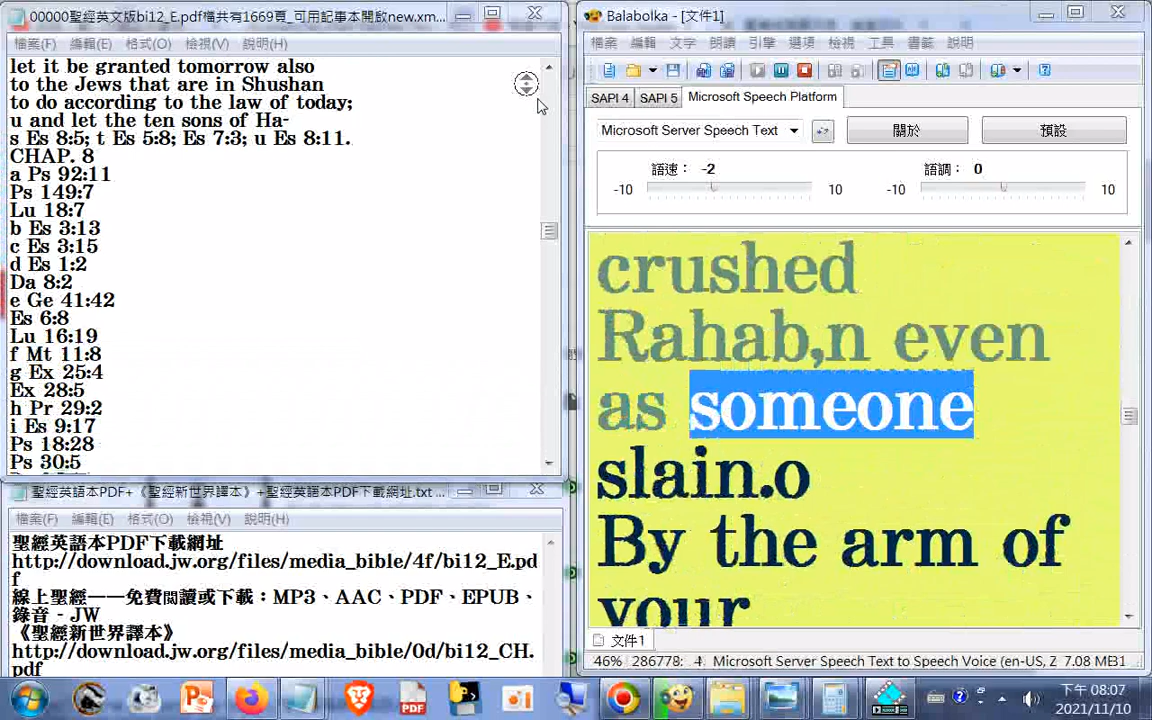 00000聖經英文版bi12_E.pdf檔共有1669頁_可用記事本開啟new.xm...
檔案(F) 編輯(E) 格式(O) 檢視(V) 說明(H)
let it be granted tomorrow also
to the Jews that are in Shushan
to do according to the law of today;
u and let the ten sons of Ha-
s Es 8:5; t Es 5:8; Es 7:3; u Es 8:11.
CHAP. 8
a Ps 92:11
Ps 149:7
Lu 18:7
b Es 3:13
c Es 3:15
d Es 1:2
Da 8:2
e Ge 41:42
Es 6:8
Lu 16:19
f Mt 11:8
g Ex 25:4
Ex 28:5
h Pr 29:2
i Es 9:17
Ps 18:28
Ps 30:5
聖經英語本PDF+《聖經新世界譯本》+聖經英語本PDF下載網址.txt ...
檔案(F) 編輯(E) 格式(O) 檢視(V) 說明(H)
聖經英語本PDF下載網址
http://download.jw.org/files/media_bible/4f/bi12_E.pd
f
線上聖經——免費閱讀或下載：MP3、AAC、PDF、EPUB、
錄音 - JW
《聖經新世界譯本》
http://download.jw.org/files/media_bible/0d/bi12_CH.
pdf
Balabolka - [文件1]
檔案 編輯 文字 朗讀 引擎 選項 檢視 工具 書籤 說明
SAPI 4 SAPI 5 Microsoft Speech Platform
Microsoft Server Speech Text 關於 預設
語速： -2 語調： 0
-10 10 -10 10
crushed
Rahab,n even
as someone
slain.o
By the arm of
your
文件1
46% 286778: 4 Microsoft Server Speech Text to Speech Voice (en-US, Z 7.08 MB1
PDF
下午 08:07
2021/11/10